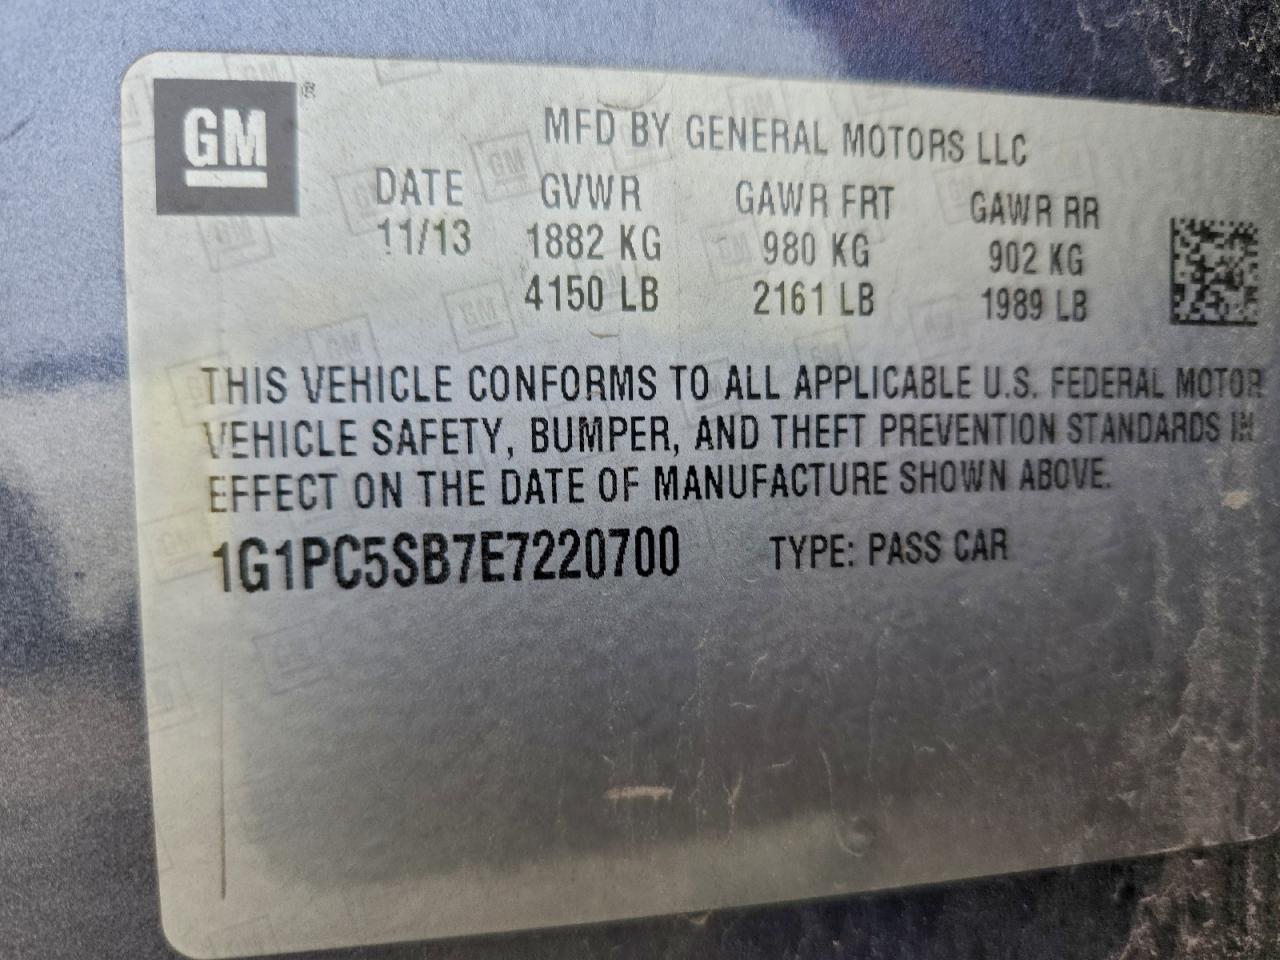 GM®
MFD BY GENERAL MOTORS LLC
DATE GVWR GAWR FRT GAWR RR
11/13 1882 KG 980 KG 902 KG
4150 LB 2161 LB 1989 LB
THIS VEHICLE CONFORMS TO ALL APPLICABLE U.S. FEDERAL MOTOR
VEHICLE SAFETY, BUMPER, AND THEFT PREVENTION STANDARDS IN
EFFECT ON THE DATE OF MANUFACTURE SHOWN ABOVE.
1G1PC5SB7E7220700 TYPE: PASS CAR